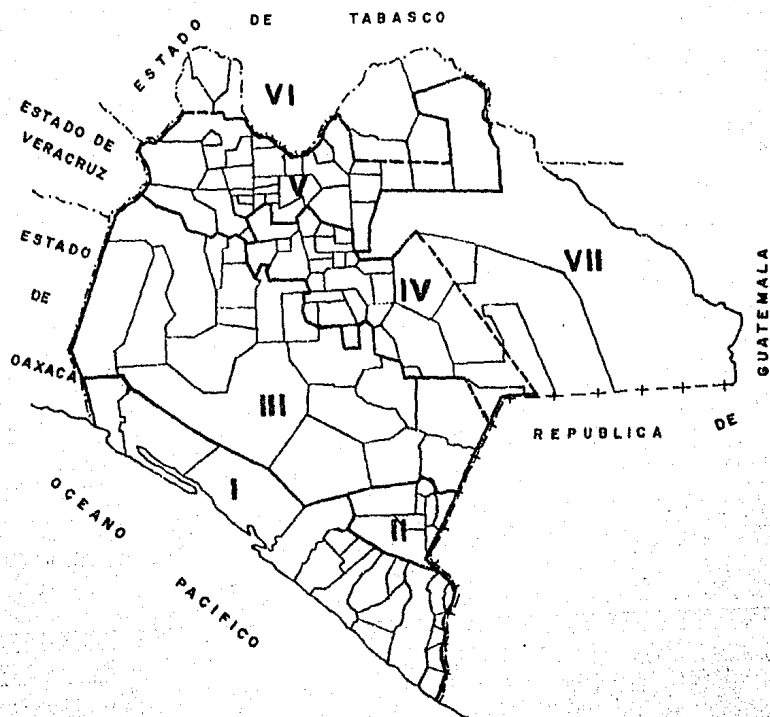 ESTADO DE TABASCO
VI
ESTADO DE
VERACRUZ
V
ESTADO
DE
OAXACA
IV
VII
GUATEMALA
III
REPUBLICA DE
I
II
OCEANO
PACIFICO